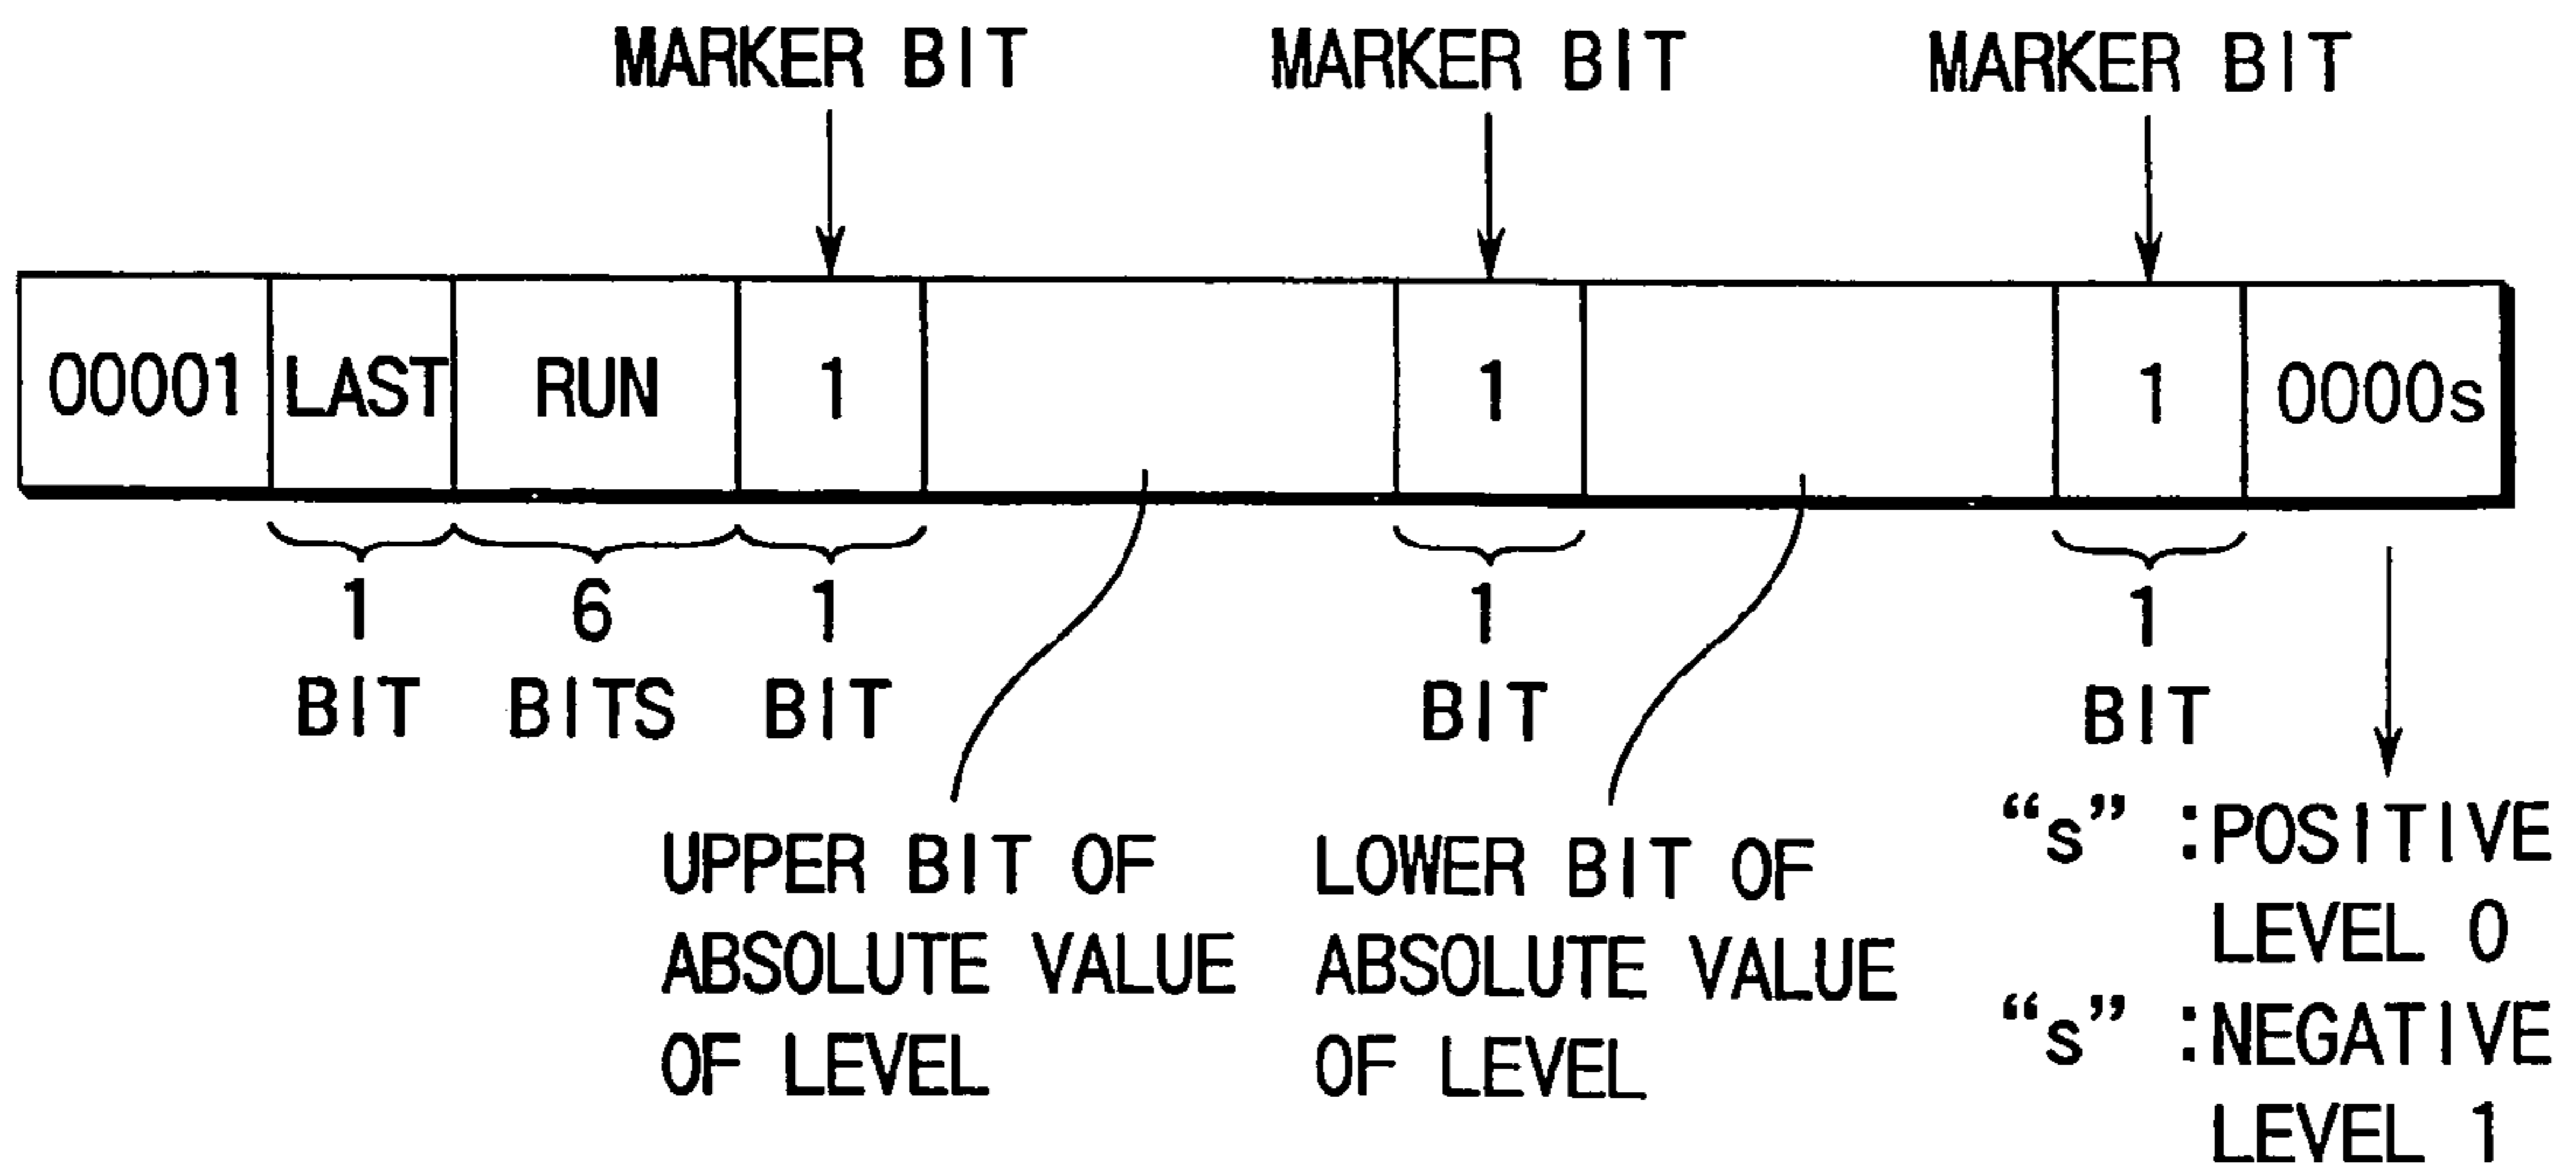 MARKER BIT MARKER BIT MARKER BIT
00001 LAST RUN 1 1 1 0000s
1 6 1 1 1
BIT BITS BIT BIT BIT
UPPER BIT OF
ABSOLUTE VALUE
OF LEVEL
LOWER BIT OF
ABSOLUTE VALUE
OF LEVEL
“s” :POSITIVE
LEVEL 0
“s” :NEGATIVE
LEVEL 1